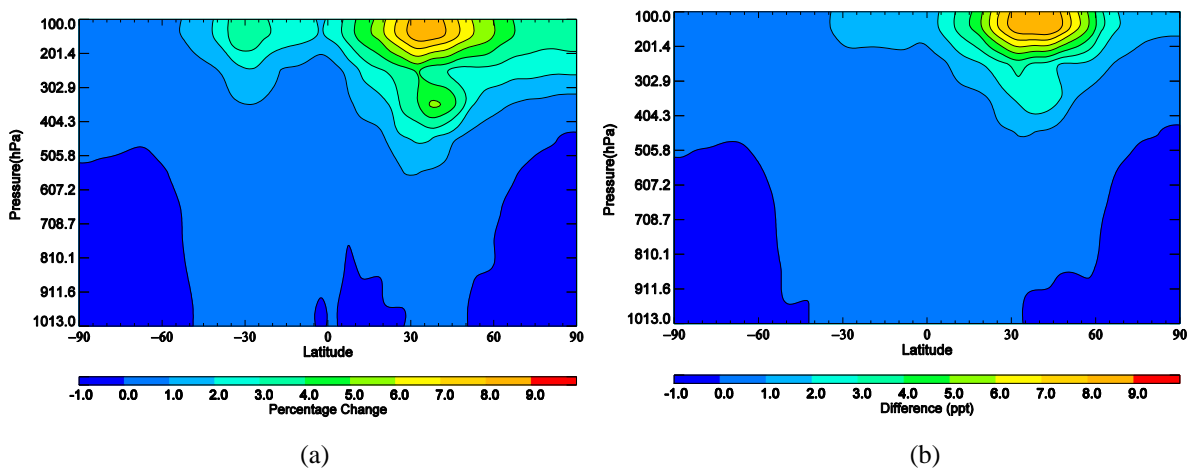 100.0
201.4
302.9
404.3
505.8
607.2
708.7
810.1
911.6
1013.0
Pressure(hPa)
−90 −60 −30 0 30 60 90
Latitude
-1.0 0.0 1.0 2.0 3.0 4.0 5.0 6.0 7.0 8.0 9.0
Percentage Change
(a)
100.0
201.4
302.9
404.3
505.8
607.2
708.7
810.1
911.6
1013.0
Pressure(hPa)
−90 −60 −30 0 30 60 90
Latitude
-1.0 0.0 1.0 2.0 3.0 4.0 5.0 6.0 7.0 8.0 9.0
Difference (ppt)
(b)